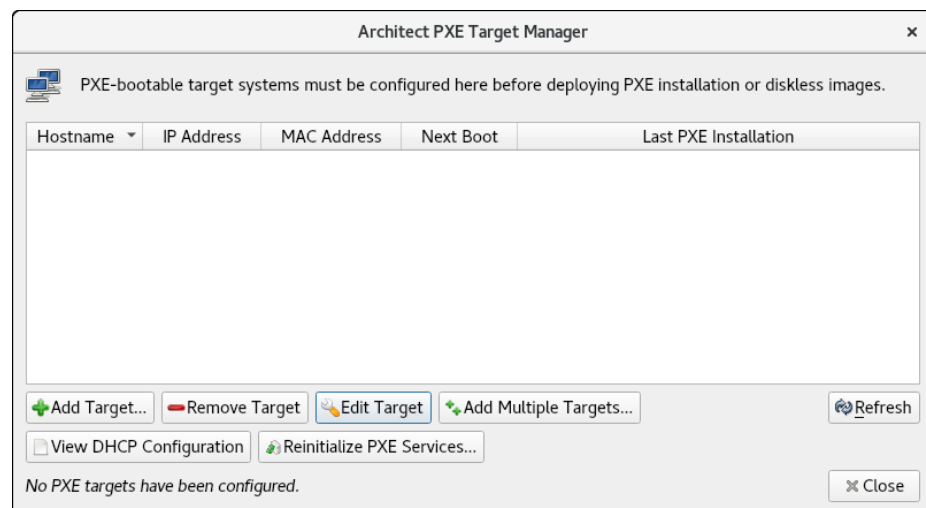 Architect PXE Target Manager
PXE-bootable target systems must be configured here before deploying PXE installation or diskless images.
Hostname IP Address MAC Address Next Boot Last PXE Installation
Add Target... Remove Target Edit Target Add Multiple Targets... Refresh
View DHCP Configuration Reinitialize PXE Services...
No PXE targets have been configured. Close